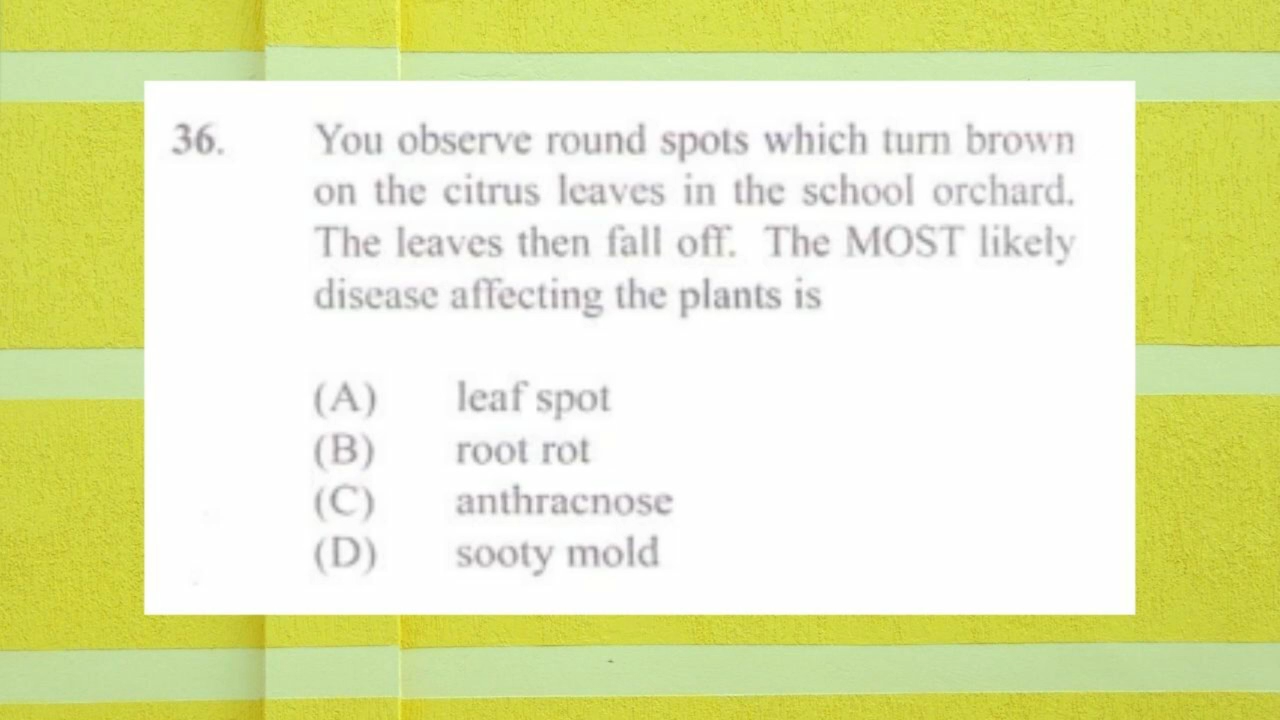 36. You observe round spots which turn brown
on the citrus leaves in the school orchard.
The leaves then fall off. The MOST likely
disease affecting the plants is
(A) leaf spot
(B) root rot
(C) anthracnose
(D) sooty mold